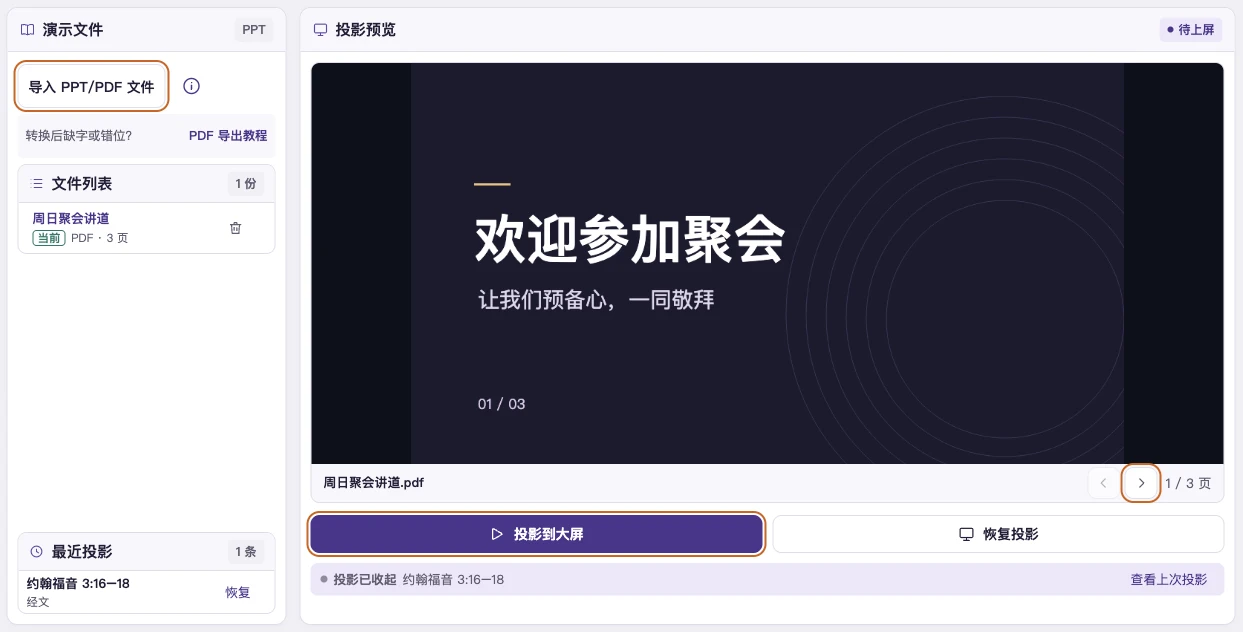 演示文件
PPT
导入 PPT/PDF 文件
转换后缺字或错位?
PDF 导出教程
文件列表
1 份
周日聚会讲道
当前 PDF · 3 页
最近投影
1 条
约翰福音 3:16—18
经文
恢复
投影预览
待上屏
欢迎参加聚会
让我们预备心，一同敬拜
01 / 03
周日聚会讲道.pdf
1 / 3 页
投影到大屏
恢复投影
投影已收起 约翰福音 3:16—18
查看上次投影